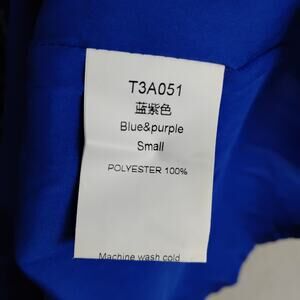 T3A051
蓝紫色
Blue&purple
Small
POLYESTER 100%
Machine wash cold